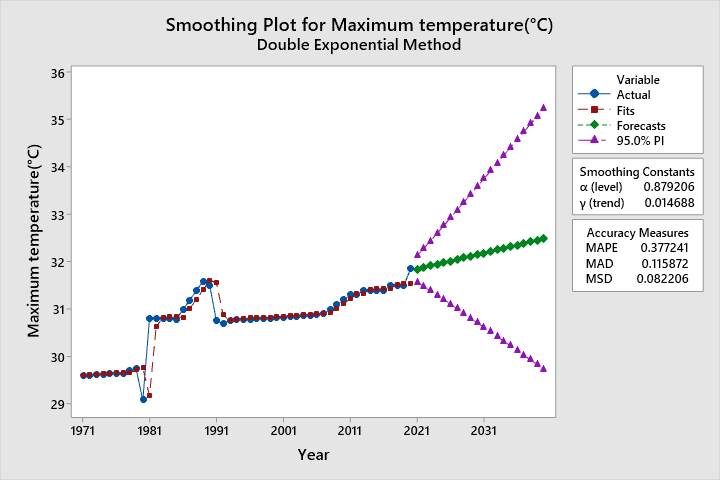 Smoothing Plot for Maximum temperature(°C)
Double Exponential Method
Maximum temperature(°C)
36
35
34
33
32
31
30
29
1971 1981 1991 2001 2011 2021 2031
Year
Variable
Actual
Fits
Forecasts
95.0% PI
Smoothing Constants
α (level) 0.879206
γ (trend) 0.014688
Accuracy Measures
MAPE 0.377241
MAD 0.115872
MSD 0.082206